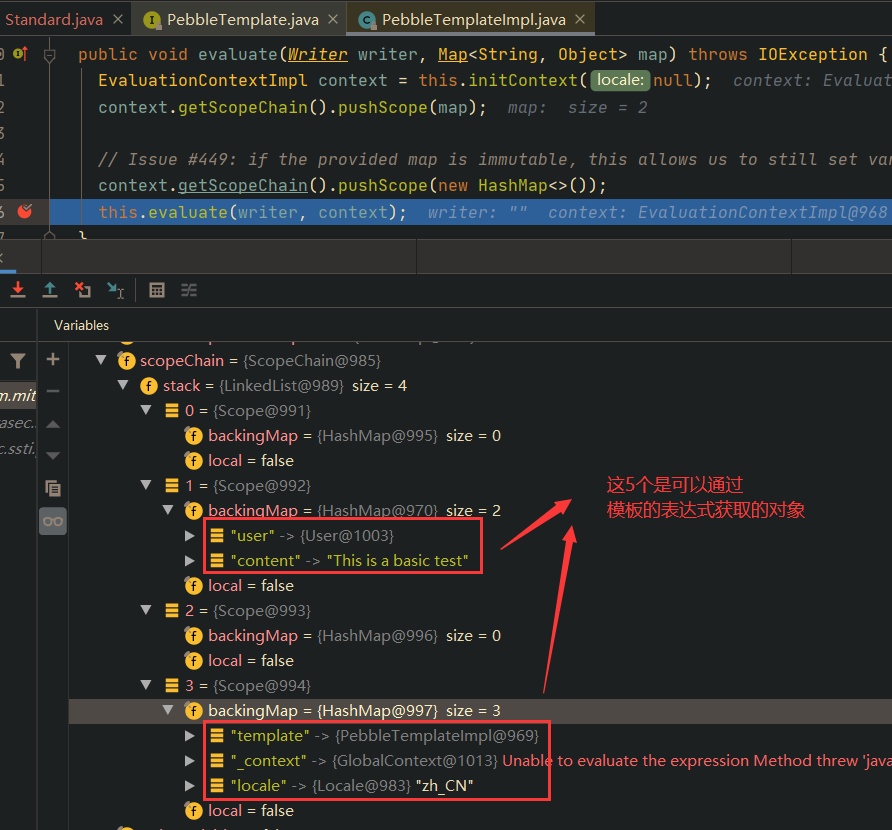 Standard.java × PebbleTemplate.java × PebbleTemplateImpl.java ×
public void evaluate(Writer writer, Map<String, Object> map) throws IOException {
EvaluationContextImpl context = this.initContext( locale: null); context: Evaluat
context.getScopeChain().pushScope(map); map: size = 2
// Issue #449: if the provided map is immutable, this allows us to still set var
context.getScopeChain().pushScope(new HashMap<>());
this.evaluate(writer, context); writer: "" context: EvaluationContextImpl@968
}
Variables
scopeChain = {ScopeChain@985}
stack = {LinkedList@989} size = 4
m.mit
0 = {Scope@991}
asec.
backingMap = {HashMap@995} size = 0
c.ssti.
local = false
1 = {Scope@992}
backingMap = {HashMap@970} size = 2
"user" -> {User@1003}
"content" -> "This is a basic test"
local = false
2 = {Scope@993}
backingMap = {HashMap@996} size = 0
local = false
3 = {Scope@994}
backingMap = {HashMap@997} size = 3
"template" -> {PebbleTemplateImpl@969}
"_context" -> {GlobalContext@1013} Unable to evaluate the expression Method threw 'java
"locale" -> {Locale@983} "zh_CN"
local = false
这5个是可以通过
模板的表达式获取的对象